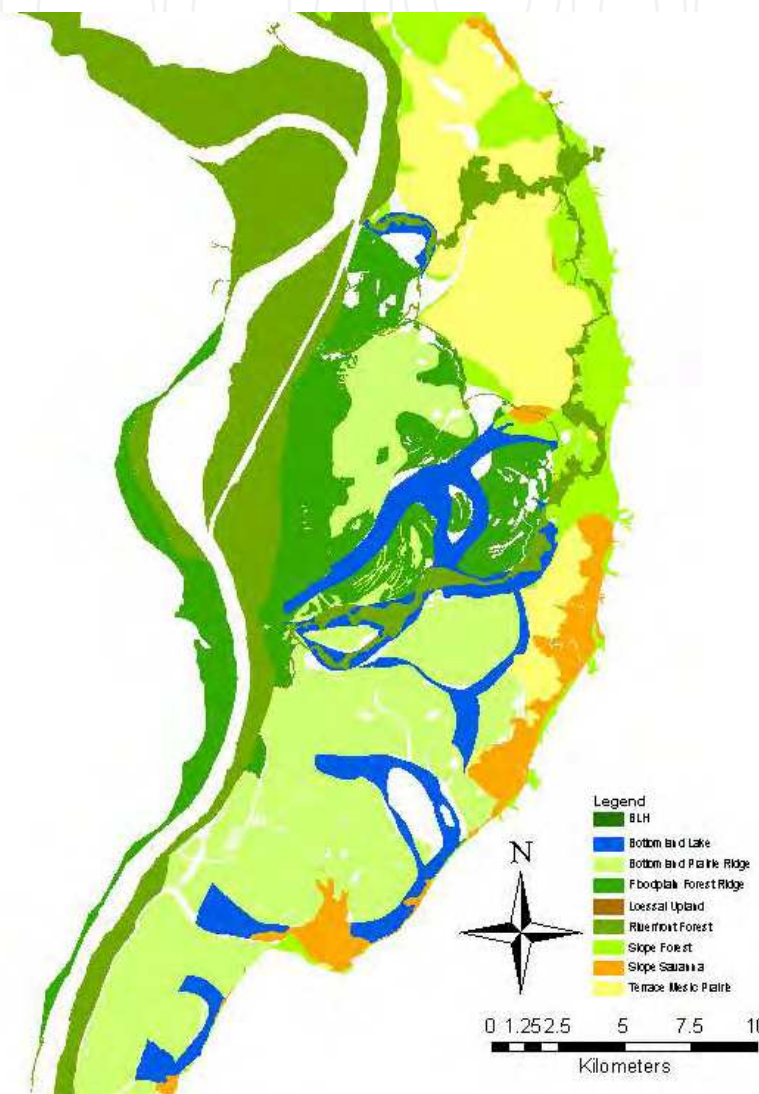 Legend
BLH
Bottomland Lake
Bottomland Prairie Ridge
Floodplain Forest Ridge
Loessal Upland
Riverfront Forest
Slope Forest
Slope Savanna
Terrace Mesic Prairie
N
0 1.25 2.5 5 7.5 10
Kilometers